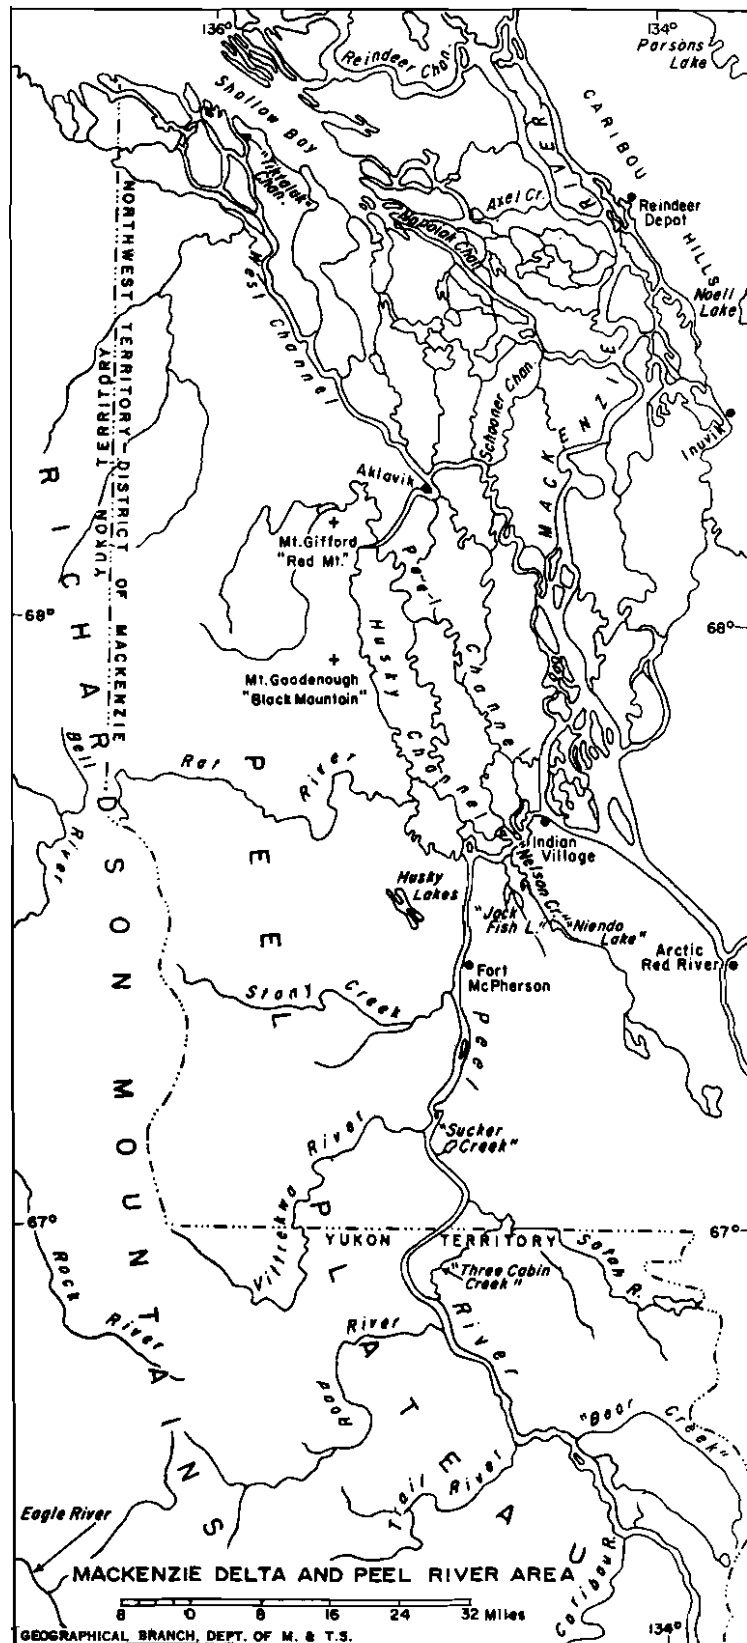 136°
134°
Parsons
Lake
Reindeer Chan.
Shallow Bay
CARIBOU HILLS
MACKENZIE RIVER
Reindeer
Depot
Axel Cr.
Napoiak Chan.
West Channel
NORTHWEST TERRITORY-DISTRICT OF MACKENZIE
YUKON TERRITORY
Noell
Lake
Schooner Chan.
Inuvik
Aklavik
Mt. Gifford
"Red Mt."
68°
68°
Peel Channel
Husky Channel
Mt. Goodenough
"Black Mountain"
RICHARDSON MOUNTAINS
Bell River
Rat River
PEEL PLATEAU
Indian
Village
Nelson Cr.
Husky
Lakes
"Jack
Fish L."
"Niendo
Lake"
Arctic
Red River
Fort
McPherson
Stony Creek
Peel River
"Sucker
Creek"
Vittrekwa River
67°
67°
YUKON TERRITORY
Satah R.
"Three Cabin
Creek"
Rock River
Road River
"Bear Creek"
Trail River
Caribou R.
Eagle River
MACKENZIE DELTA AND PEEL RIVER AREA
8 0 8 16 24 32 Miles
134°
GEOGRAPHICAL BRANCH, DEPT. OF M. & T.S.